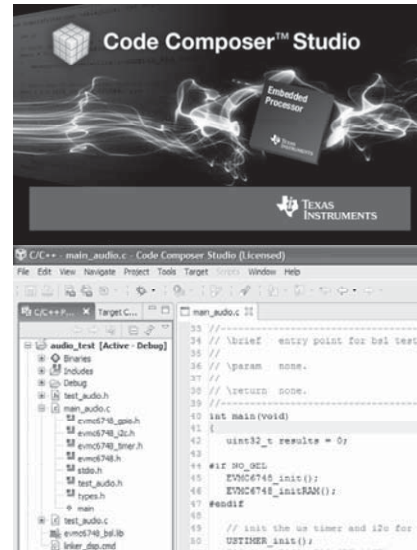 Code Composer™ Studio
Embedded
Processor
TEXAS
INSTRUMENTS
TEXAS
INSTRUMENTS
C/C++ - main_audio.c - Code Composer Studio (Licensed)
File Edit View Navigate Project Tools Target Scripts Window Help
C/C++ P... Target C...
main_audio.c
audio_test [Active - Debug]
Binaries
Includes
Debug
test_audio.h
main_audio.c
evmc6748_gpio.h
evmc6748_i2c.h
evmc6748_timer.h
evmc6748.h
stdio.h
test_audio.h
types.h
main
test_audio.c
evmc6748_bsl.lib
linker_dsp.cmd
33 //-----
34 // \brief entry point for bsl test
35 //
36 // \param none.
37 //
38 // \return none.
39 //-----
40 int main(void)
41 {
42 uint32_t results = 0;
43
44 #if NO_GEL
45 EVMC6748_init();
46 EVMC6748_initRAM();
47 #endif
48
49 // init the us timer and i2c for
50 USTIMER_init();